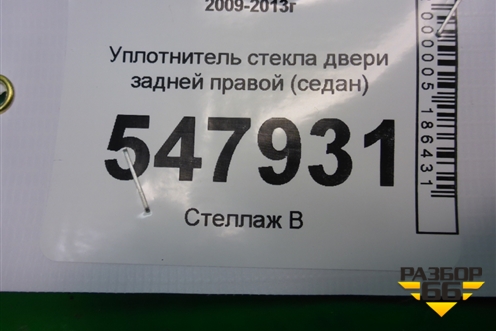 2009-2013г
Уплотнитель стекла двери
задней правой (седан)
547931
Стеллаж В
000005 186431
РАЗБОР
66